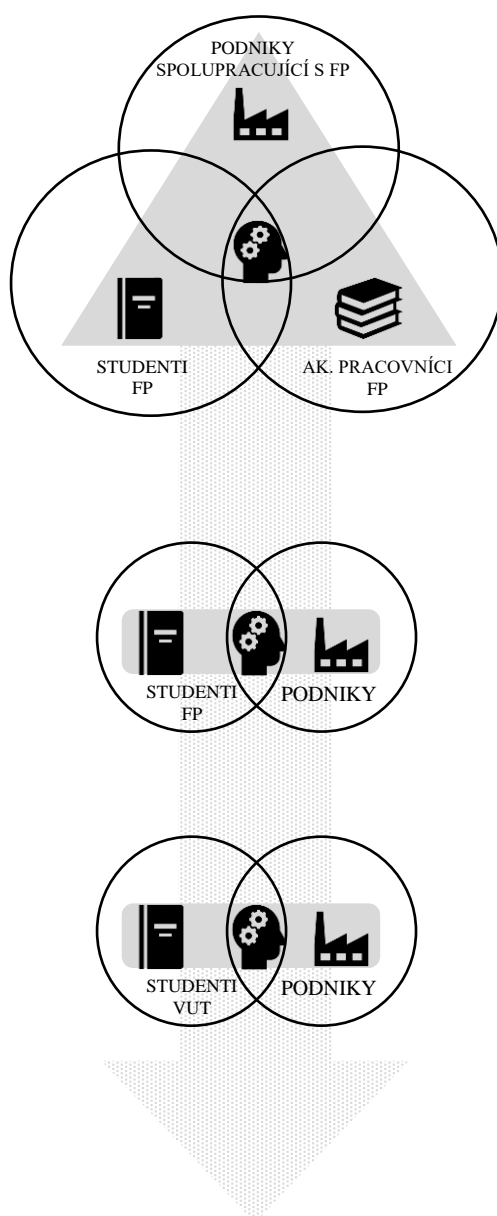 PODNIKY
SPOLUPRACUJÍCÍ S FP
STUDENTI
FP
AK. PRACOVNÍCI
FP
STUDENTI
FP
PODNIKY
STUDENTI
VUT
PODNIKY